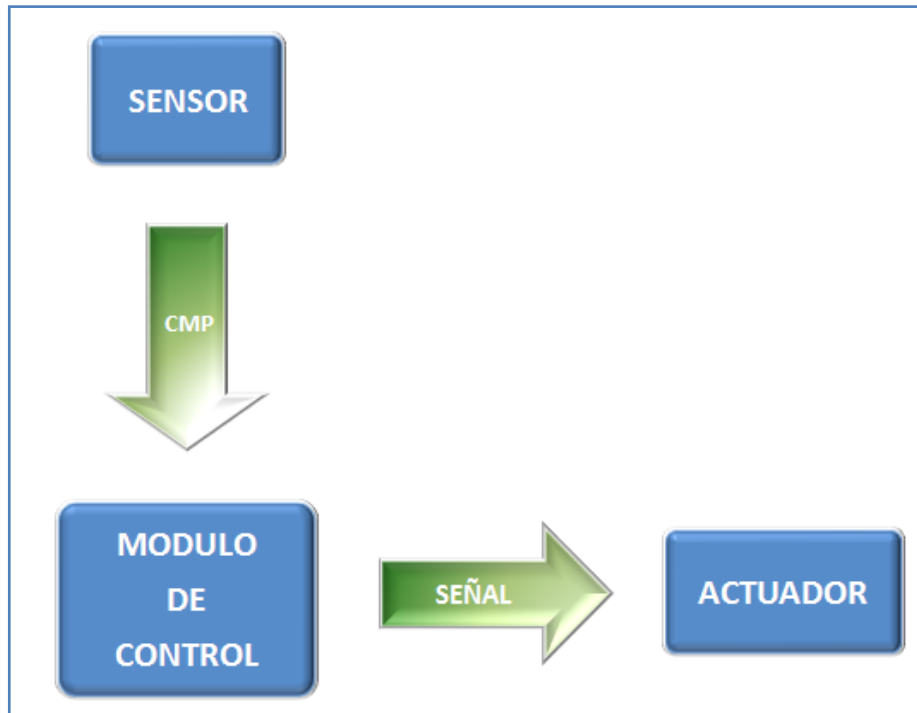 SENSOR
CMP
MODULO
DE
CONTROL
SEÑAL
ACTUADOR